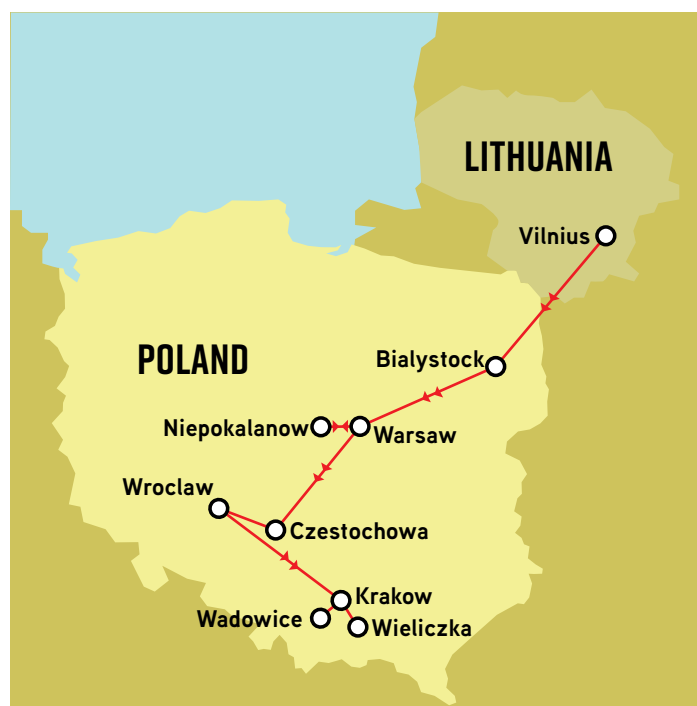 LITHUANIA
Vilnius
POLAND
Bialystock
Niepokalanow
Warsaw
Wroclaw
Czestochowa
Krakow
Wadowice
Wieliczka